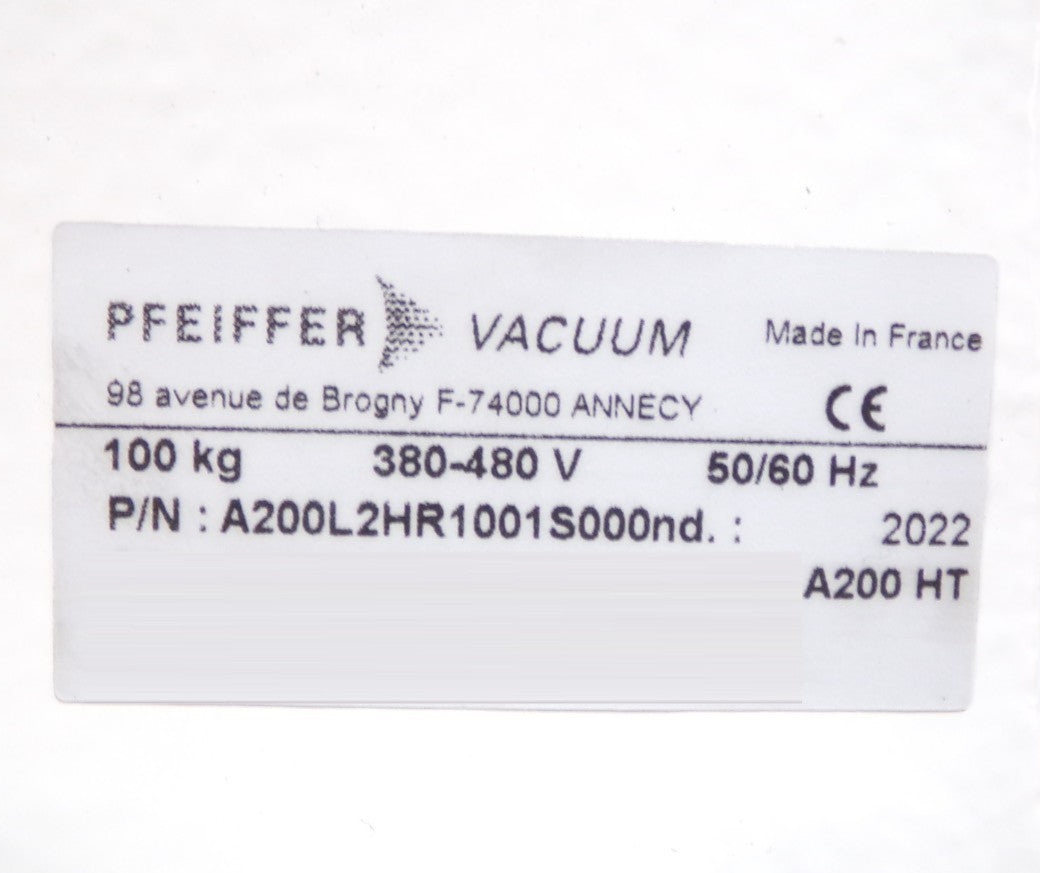 PFEIFFER VACUUM Made In France
98 avenue de Brogny F-74000 ANNECY CE
100 kg 380-480 V 50/60 Hz
P/N : A200L2HR1001S000nd. : 2022
A200 HT